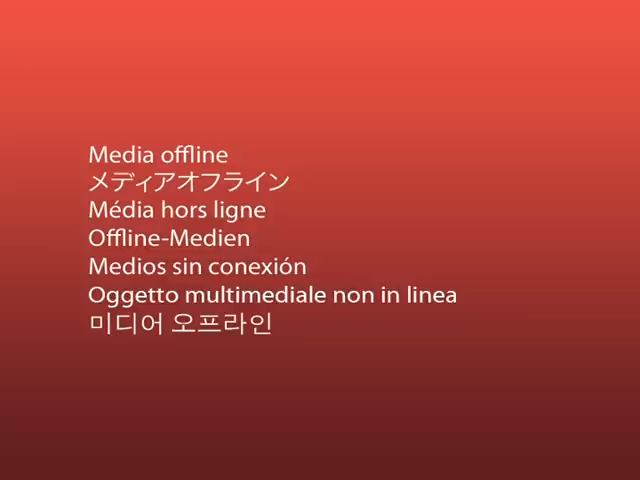 Media offline
メディアオフライン
Média hors ligne
Offline-Medien
Medios sin conexión
Oggetto multimediale non in linea
미디어 오프라인